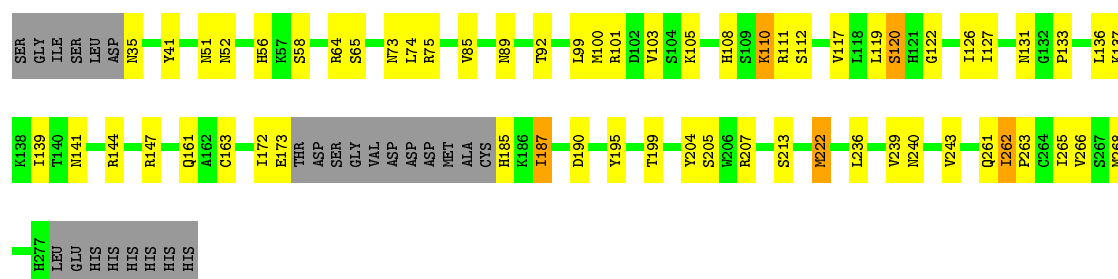 SER GLY ILE SER LEU ASP N35 Y41 N51 N52 H56 K57 S58 R64 S65 N73 L74 R75 V85 N89 T92 L99 M100 R101 D102 V103 S104 K105 H108 S109 K110 R111 S112 V117 L118 L119 S120 H121 G122 I126 I127 N131 G132 P133 L136 K137
K138 I139 T140 N141 R144 R147 Q161 A162 C163 I172 E173 THR ASP SER GLY VAL ASP ASP ASP MET ALA CYS H185 K186 I187 D190 Y195 T199 Y204 S205 W206 R207 S213 M222 L236 V239 N240 V243 Q261 I262 P263 C264 I265 V266 S267 M268
H277 LEU GLU HIS HIS HIS HIS HIS HIS